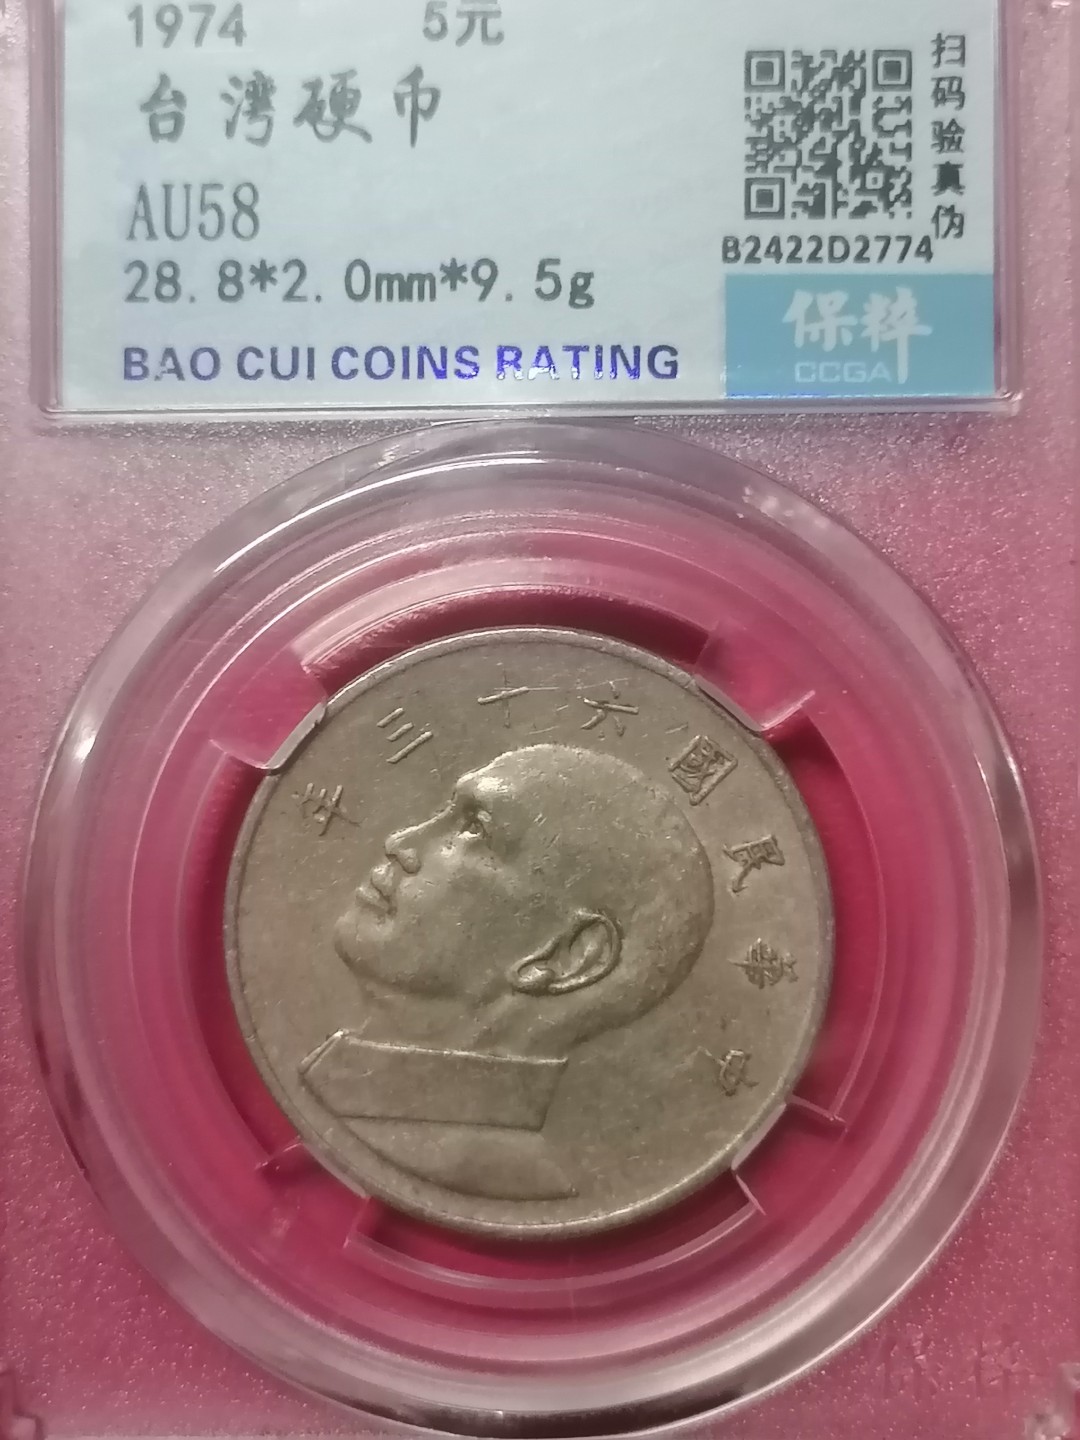 1974 5元
台湾硬币
AU58
28.8*2.0mm*9.5g
BAO CUI COINS RATING
扫码验真伪
B2422D2774
保粹
CCGA
中華民國六十三年